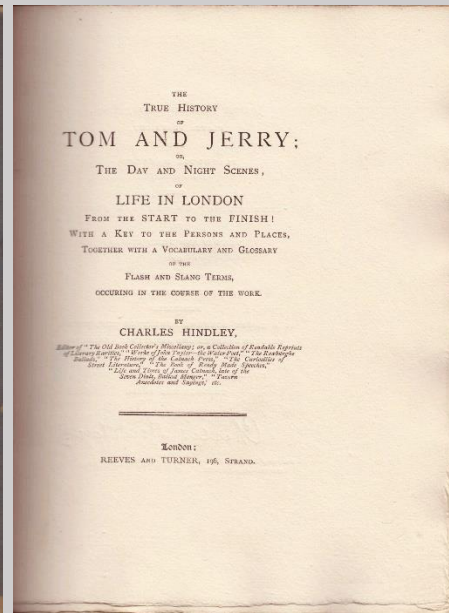 THE
TRUE HISTORY
OF
TOM AND JERRY;
OR,
THE DAY AND NIGHT SCENES,
OF
LIFE IN LONDON
FROM THE START TO THE FINISH!
WITH A KEY TO THE PERSONS AND PLACES,
TOGETHER WITH A VOCABULARY AND GLOSSARY
OF THE
FLASH AND SLANG TERMS,
OCCURING IN THE COURSE OF THE WORK.
BY
CHARLES HINDLEY,
Editor of "The Old Book Collector's Miscellany; or, a Collection of Readable Reprints
of Literary Rarities," "Works of John Taylor—the Water Poet," "The Roxburghe
Ballads," "The History of the Catnach Press," "The Curiosities of
Street Literature," "The Book of Ready Made Speeches,"
"Life and Times of James Catnach, late of the
Seven Dials, Ballad Monger," "Tavern
Anecdotes and Sayings," etc.
London:
REEVES AND TURNER, 196, STRAND.